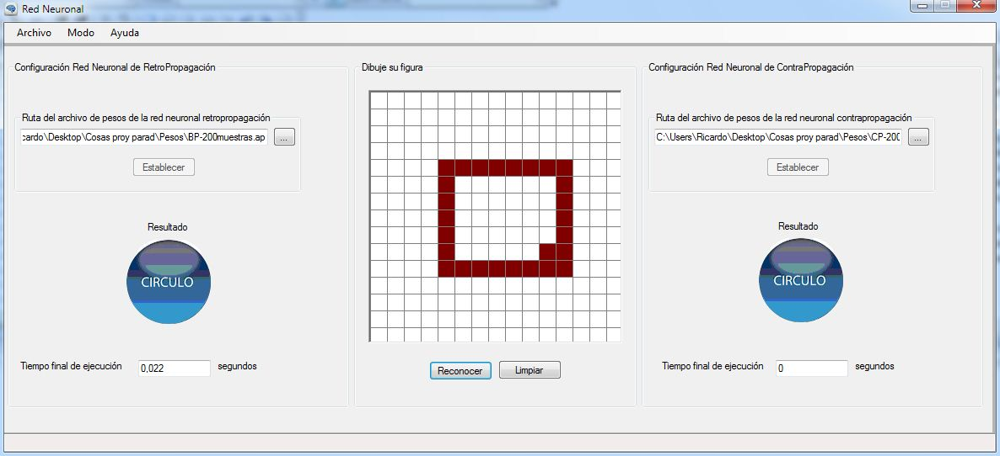 Red Neuronal
Archivo Modo Ayuda
Configuración Red Neuronal de RetroPropagación
Ruta del archivo de pesos de la red neuronal retropropagación
cardo\Desktop\Cosas proy parad\Pesos\BP-200muestras.ap ...
Establecer
Resultado
CIRCULO
Tiempo final de ejecución 0,022 segundos
Dibuje su figura
Reconocer Limpiar
Configuración Red Neuronal de ContraPropagación
Ruta del archivo de pesos de la red neuronal contrapropagación
C:\Users\Ricardo\Desktop\Cosas proy parad\Pesos\CP-200 ...
Establecer
Resultado
CIRCULO
Tiempo final de ejecución 0 segundos